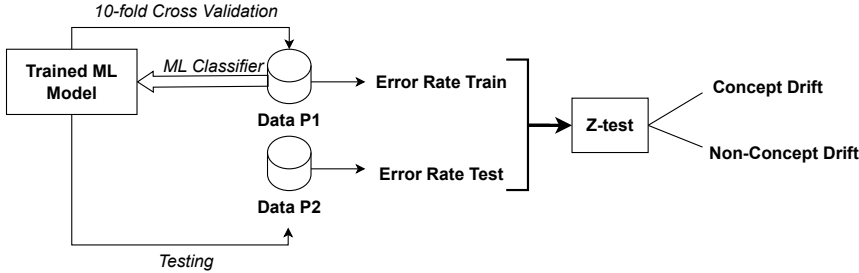 10-fold Cross Validation
Trained ML
Model
ML Classifier
Data P1
Error Rate Train
Data P2
Error Rate Test
Testing
Z-test
Concept Drift
Non-Concept Drift